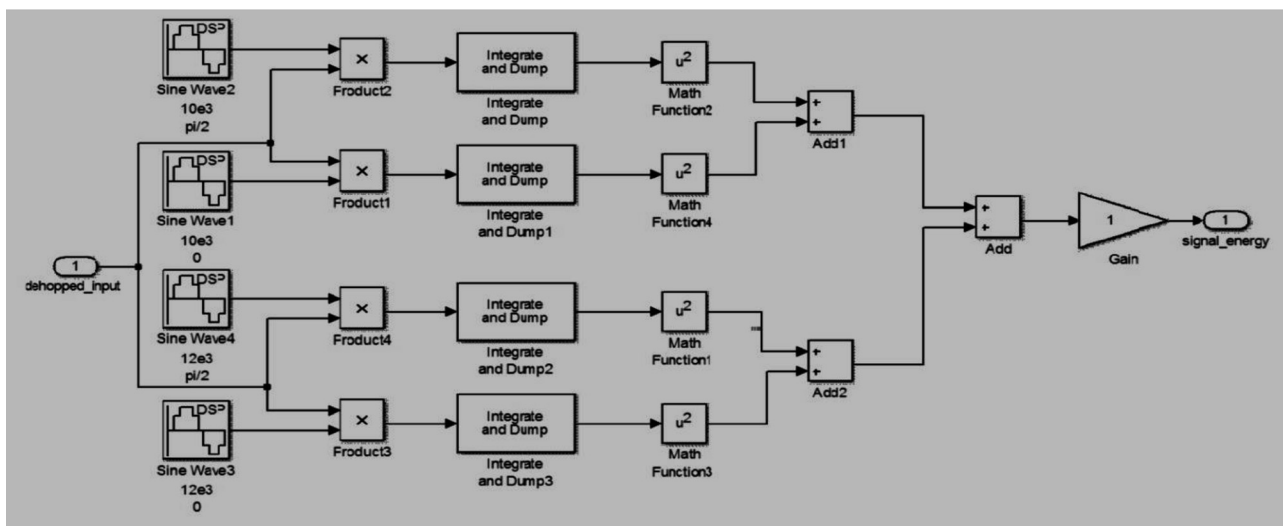 DSP
Sine Wave2
10e3
pi/2
×
Product2
Integrate
and Dump
Integrate
and Dump
u²
Math
Function2
+
+
Add1
DSP
Sine Wave1
10e3
0
×
Product1
Integrate
and Dump
Integrate
and Dump1
u²
Math
Function4
1
dehopped_input
+
+
Add
1
Gain
1
signal_energy
DSP
Sine Wave4
12e3
pi/2
×
Product4
Integrate
and Dump
Integrate
and Dump2
u²
Math
Function1
+
+
Add2
DSP
Sine Wave3
12e3
0
×
Product3
Integrate
and Dump
Integrate
and Dump3
u²
Math
Function3